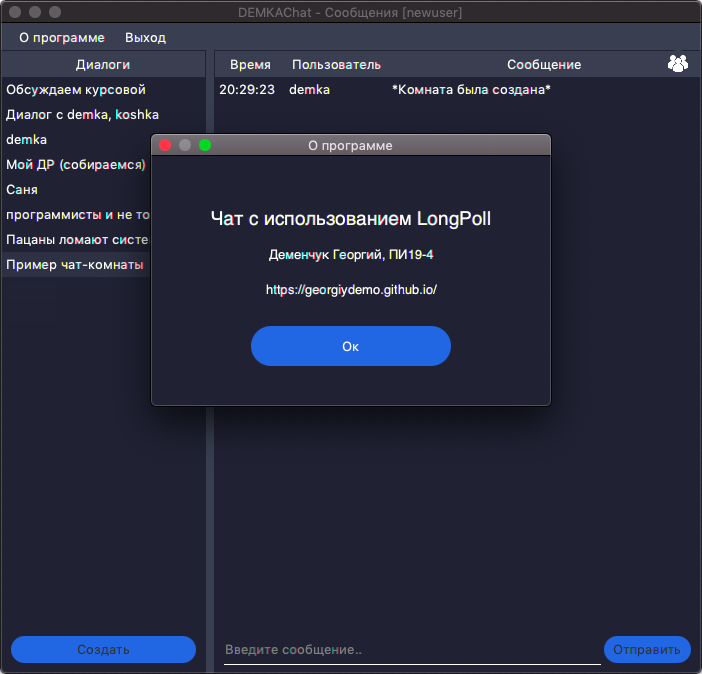 DEMKAChat - Сообщения [newuser]
О программе Выход
Диалоги
Обсуждаем курсовой
Диалог с demka, koshka
demka
Мой ДР (собираемся)
Саня
программисты и не то
Пацаны ломают систе
Пример чат-комнаты
Создать
Время Пользователь Сообщение
20:29:23 demka *Комната была создана*
О программе
Чат с использованием LongPoll
Деменчук Георгий, ПИ19-4
https://georgiydemo.github.io/
Ок
Введите сообщение.. Отправить